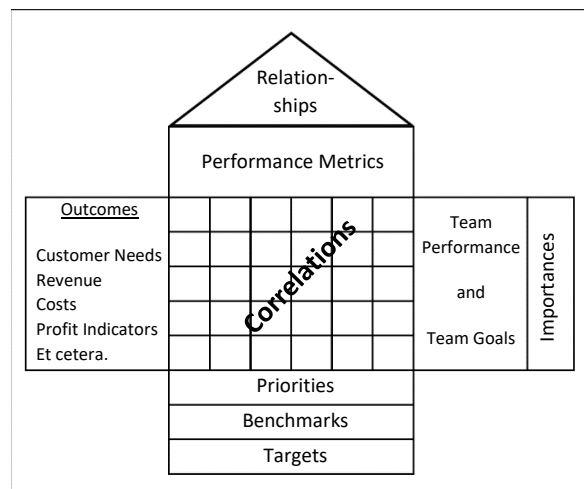 Relation-
ships
Performance Metrics
Outcomes
Customer Needs
Revenue
Costs
Profit Indicators
Et cetera.
Correlations
Team
Performance
and
Team Goals
Importances
Priorities
Benchmarks
Targets